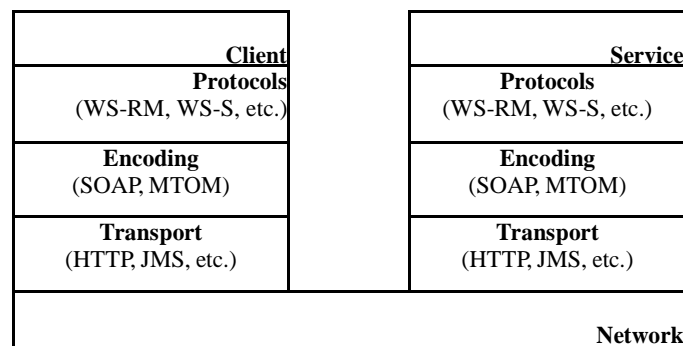 Client
Protocols
(WS-RM, WS-S, etc.)
Encoding
(SOAP, MTOM)
Transport
(HTTP, JMS, etc.)
Service
Protocols
(WS-RM, WS-S, etc.)
Encoding
(SOAP, MTOM)
Transport
(HTTP, JMS, etc.)
Network